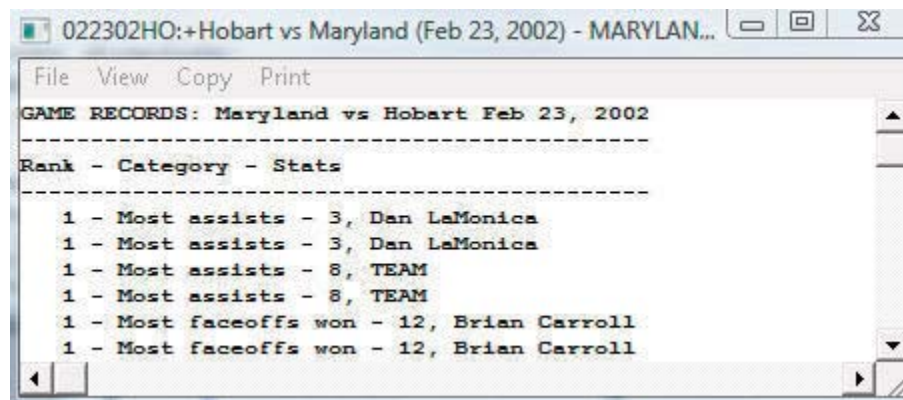 022302HO:+Hobart vs Maryland (Feb 23, 2002) - MARYLAN...
File View Copy Print
GAME RECORDS: Maryland vs Hobart Feb 23, 2002
------------------------------------------------
Rank - Category - Stats
------------------------------------------------
1 - Most assists - 3, Dan LaMonica
1 - Most assists - 3, Dan LaMonica
1 - Most assists - 8, TEAM
1 - Most assists - 8, TEAM
1 - Most faceoffs won - 12, Brian Carroll
1 - Most faceoffs won - 12, Brian Carroll